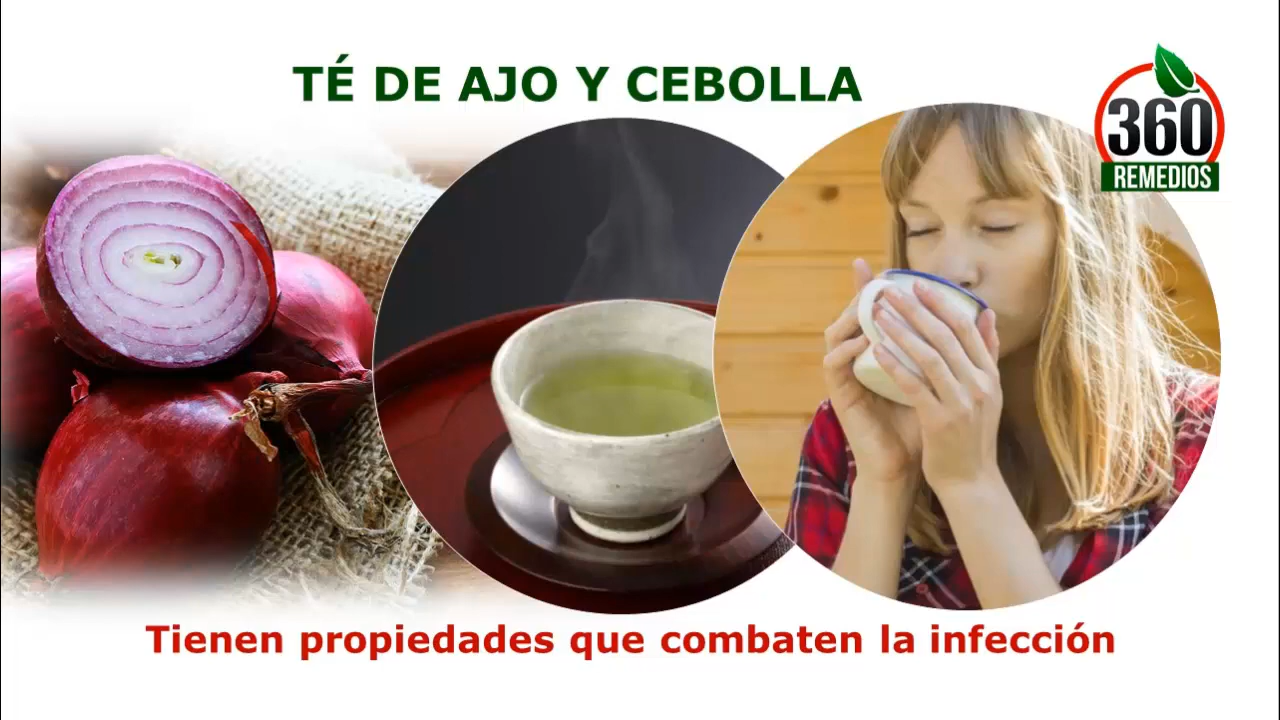 TÉ DE AJO Y CEBOLLA
360
REMEDIOS
Tienen propiedades que combaten la infección